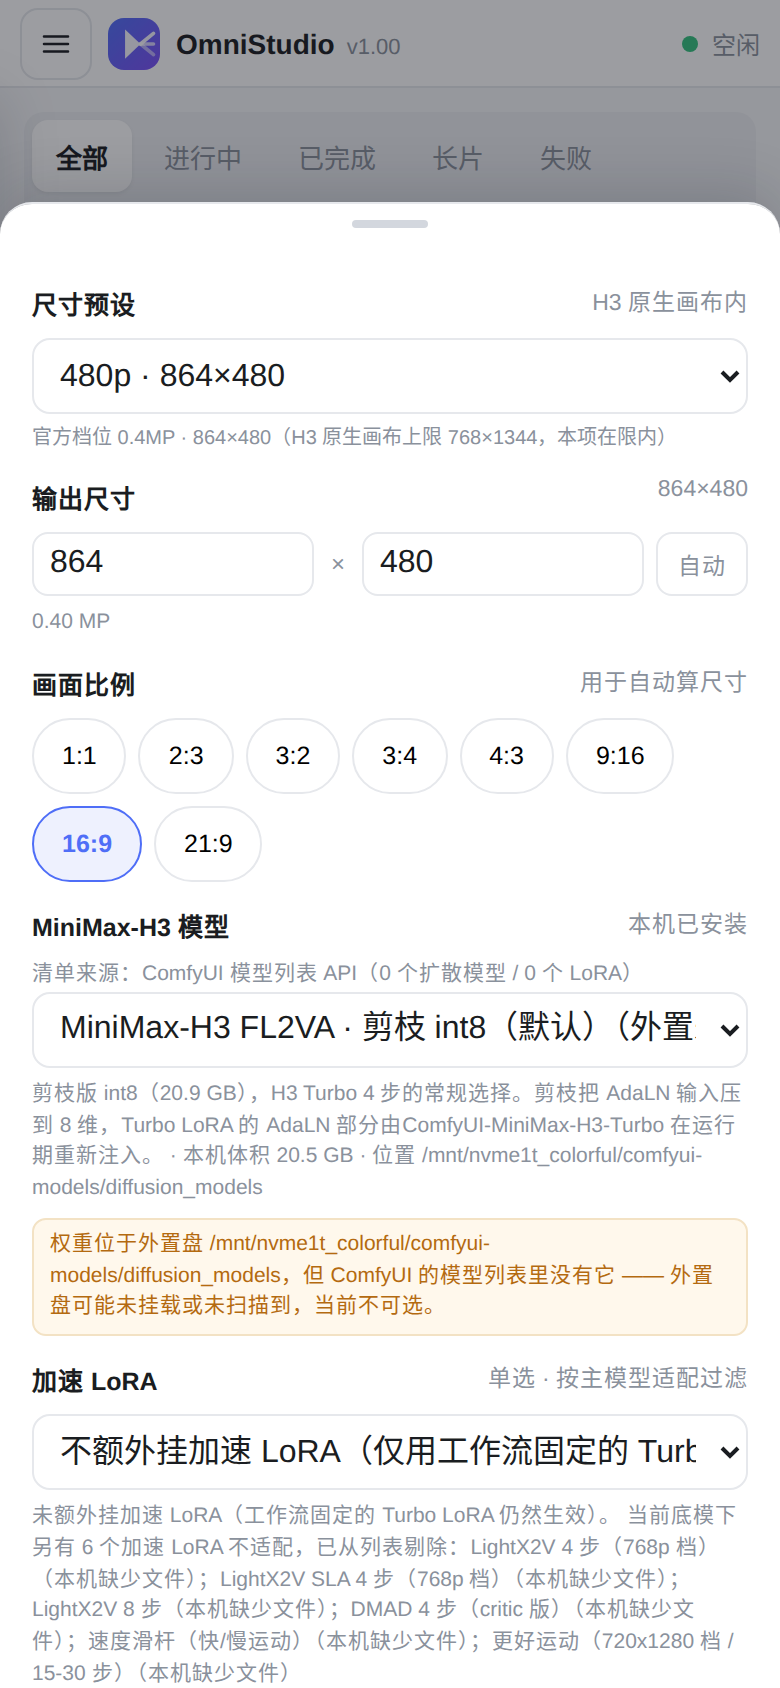 OmniStudio v1.00
空闲
全部 进行中 已完成 长片 失败
尺寸预设
H3 原生画布内
480p · 864×480
官方档位 0.4MP · 864×480（H3 原生画布上限 768×1344，本项在限内）
输出尺寸
864×480
864 × 480 自动
0.40 MP
画面比例
用于自动算尺寸
1:1 2:3 3:2 3:4 4:3 9:16
16:9 21:9
MiniMax-H3 模型
本机已安装
清单来源：ComfyUI 模型列表 API（0 个扩散模型 / 0 个 LoRA）
MiniMax-H3 FL2VA · 剪枝 int8（默认）（外置
剪枝版 int8（20.9 GB），H3 Turbo 4 步的常规选择。剪枝把 AdaLN 输入压
到 8 维，Turbo LoRA 的 AdaLN 部分由ComfyUI-MiniMax-H3-Turbo 在运行
期重新注入。 · 本机体积 20.5 GB · 位置 /mnt/nvme1t_colorful/comfyui-
models/diffusion_models
权重位于外置盘 /mnt/nvme1t_colorful/comfyui-
models/diffusion_models，但 ComfyUI 的模型列表里没有它 —— 外置
盘可能未挂载或未扫描到，当前不可选。
加速 LoRA
单选 · 按主模型适配过滤
不额外挂加速 LoRA（仅用工作流固定的 Turb
未额外挂加速 LoRA（工作流固定的 Turbo LoRA 仍然生效）。 当前底模下
另有 6 个加速 LoRA 不适配，已从列表剔除：LightX2V 4 步（768p 档）
（本机缺少文件）；LightX2V SLA 4 步（768p 档）（本机缺少文件）；
LightX2V 8 步（本机缺少文件）；DMAD 4 步（critic 版）（本机缺少文
件）；速度滑杆（快/慢运动）（本机缺少文件）；更好运动（720x1280 档 /
15-30 步）（本机缺少文件）